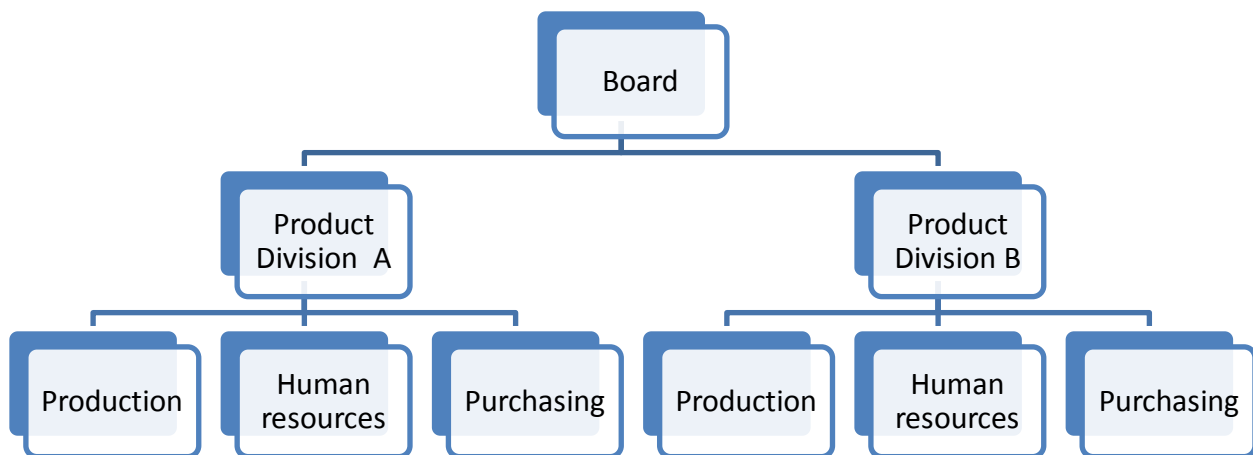 Board
Product
Division A
Product
Division B
Production
Human
resources
Purchasing
Production
Human
resources
Purchasing